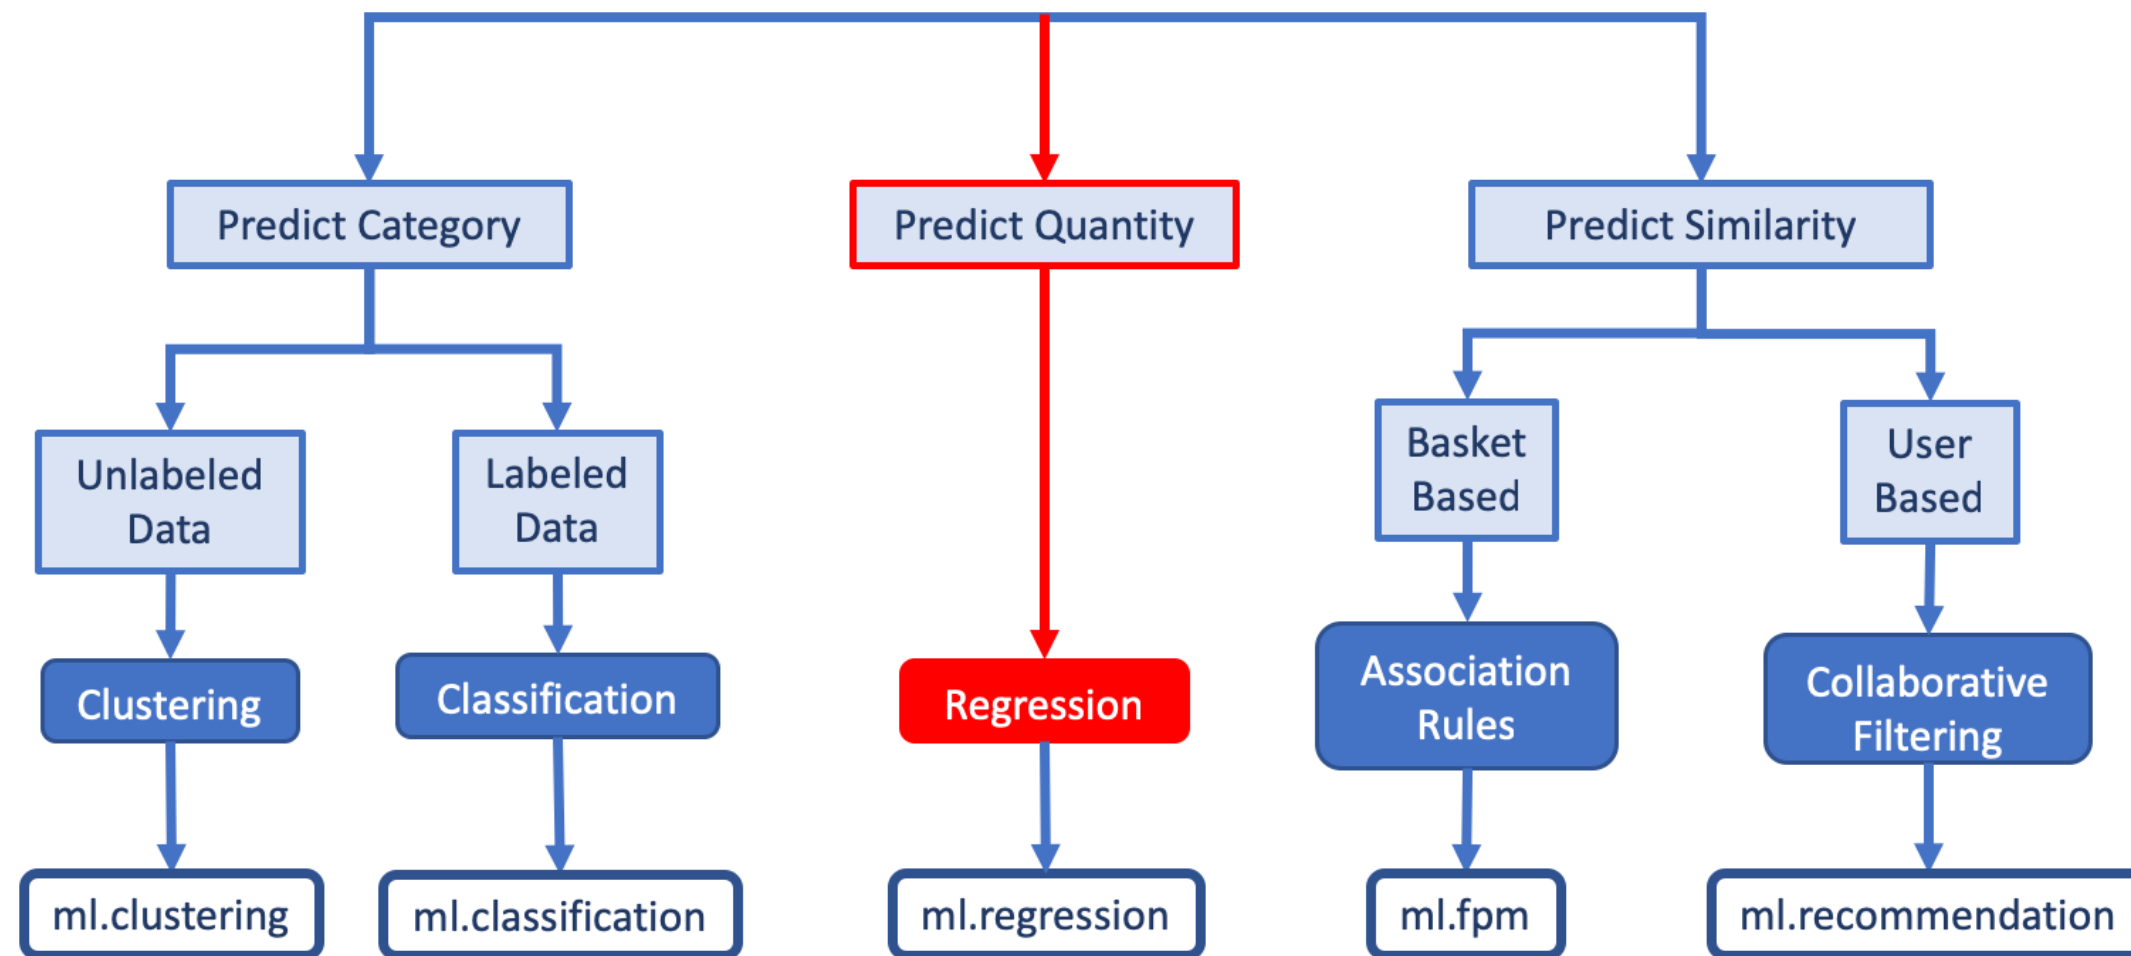 Predict Category
Predict Quantity
Predict Similarity
Unlabeled
Data
Labeled
Data
Basket
Based
User
Based
Clustering
Classification
Regression
Association
Rules
Collaborative
Filtering
ml.clustering
ml.classification
ml.regression
ml.fpm
ml.recommendation